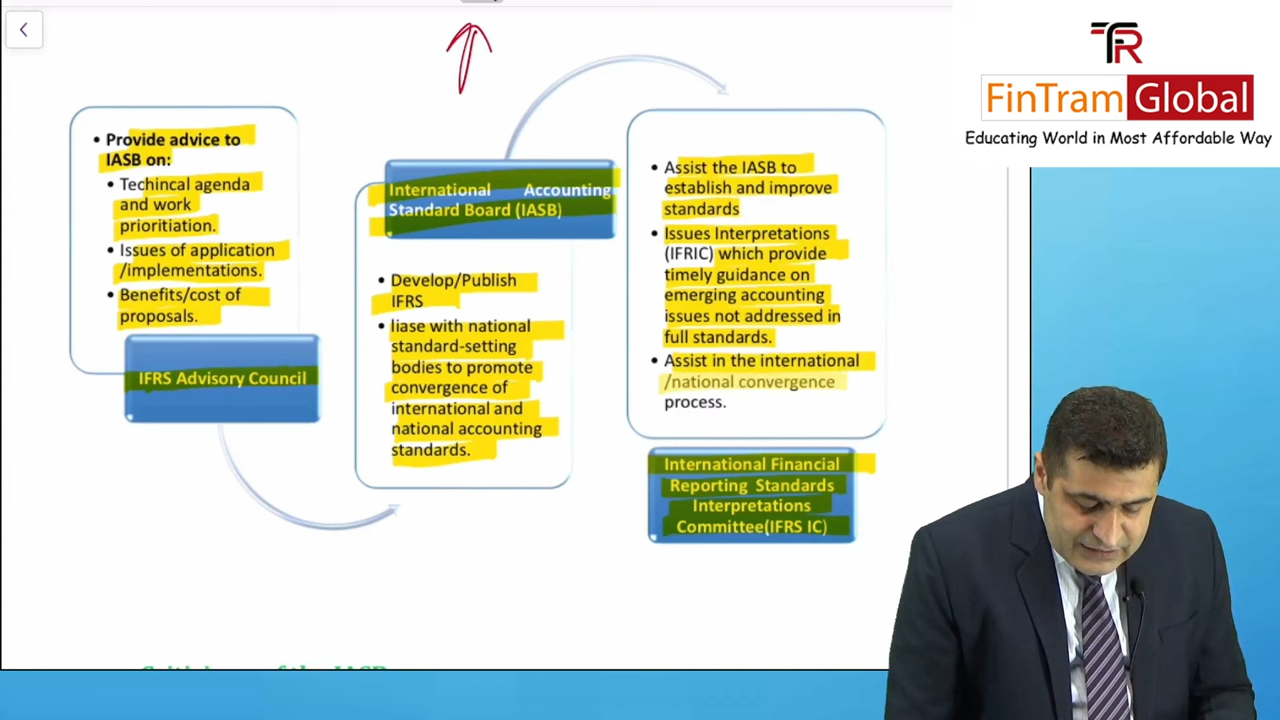 FR
FinTram Global
Educating World in Most Affordable Way
• Provide advice to
IASB on:
• Techincal agenda
and work
prioritiation.
• Issues of application
/implementations.
• Benefits/cost of
proposals.
IFRS Advisory Council
International Accounting
Standard Board (IASB)
• Develop/Publish
IFRS
• liase with national
standard-setting
bodies to promote
convergence of
international and
national accounting
standards.
• Assist the IASB to
establish and improve
standards
• Issues Interpretations
(IFRIC) which provide
timely guidance on
emerging accounting
issues not addressed in
full standards.
• Assist in the international
/national convergence
process.
International Financial
Reporting Standards
Interpretations
Committee(IFRS IC)